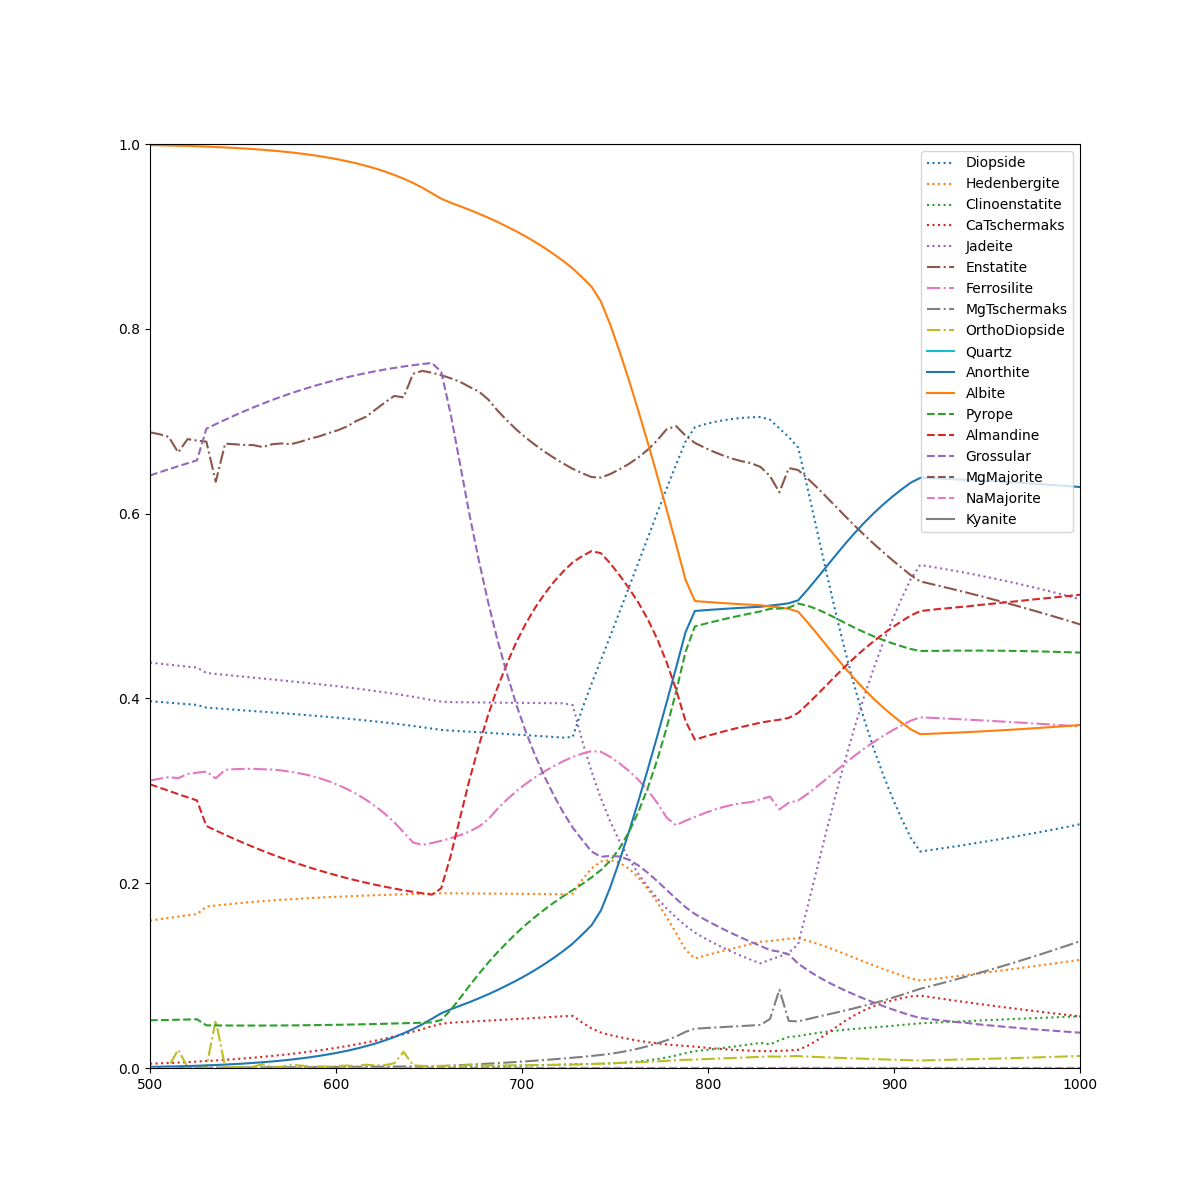 1.0
0.8
0.6
0.4
0.2
0.0
500
600
700
800
900
1000
Diopside
Hedenbergite
Clinoenstatite
CaTschermaks
Jadeite
Enstatite
Ferrosilite
MgTschermaks
OrthoDiopside
Quartz
Anorthite
Albite
Pyrope
Almandine
Grossular
MgMajorite
NaMajorite
Kyanite